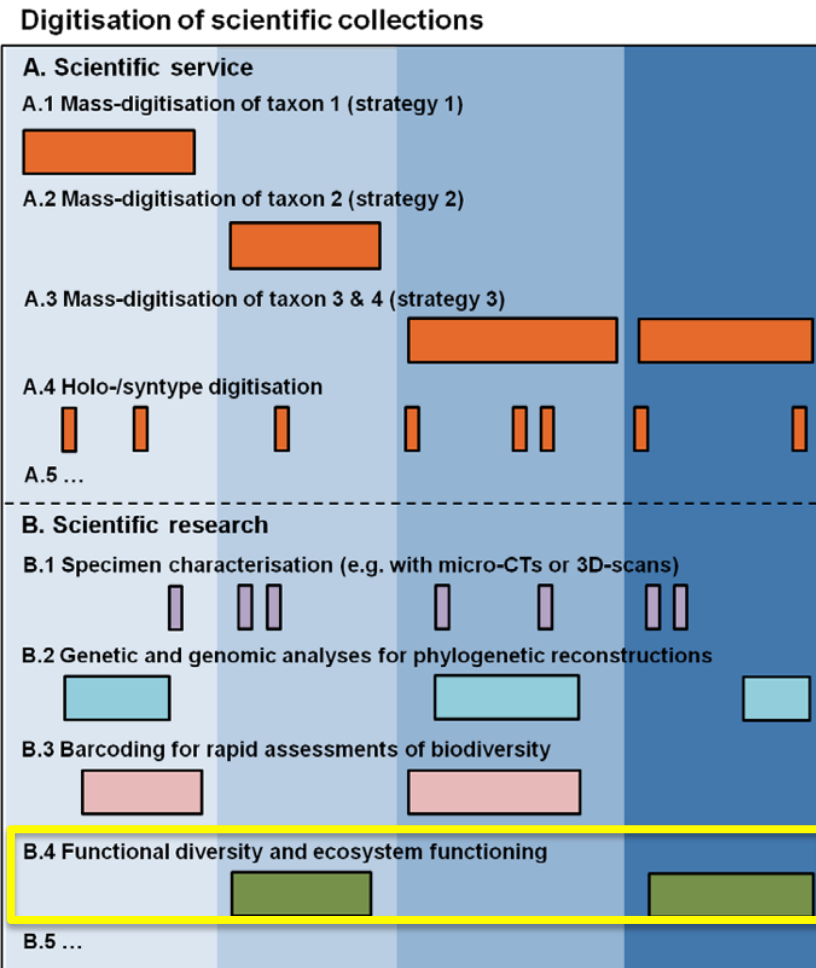 Digitisation of scientific collections
A. Scientific service
A.1 Mass-digitisation of taxon 1 (strategy 1)
A.2 Mass-digitisation of taxon 2 (strategy 2)
A.3 Mass-digitisation of taxon 3 & 4 (strategy 3)
A.4 Holo-/syntype digitisation
A.5 ...
B. Scientific research
B.1 Specimen characterisation (e.g. with micro-CTs or 3D-scans)
B.2 Genetic and genomic analyses for phylogenetic reconstructions
B.3 Barcoding for rapid assessments of biodiversity
B.4 Functional diversity and ecosystem functioning
B.5 ...